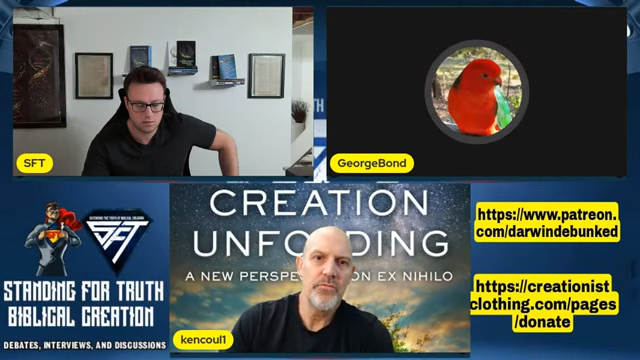 SFT
GeorgeBond
CREATION
UNFOLDING
A NEW PERSPECTIVE ON EX NIHILO
kencoul1
SFT
STANDING FOR TRUTH
BIBLICAL CREATION
DEBATES, INTERVIEWS, AND DISCUSSIONS
https://www.patreon.
com/darwindebunked
https://creationist
clothing.com/pages
/donate